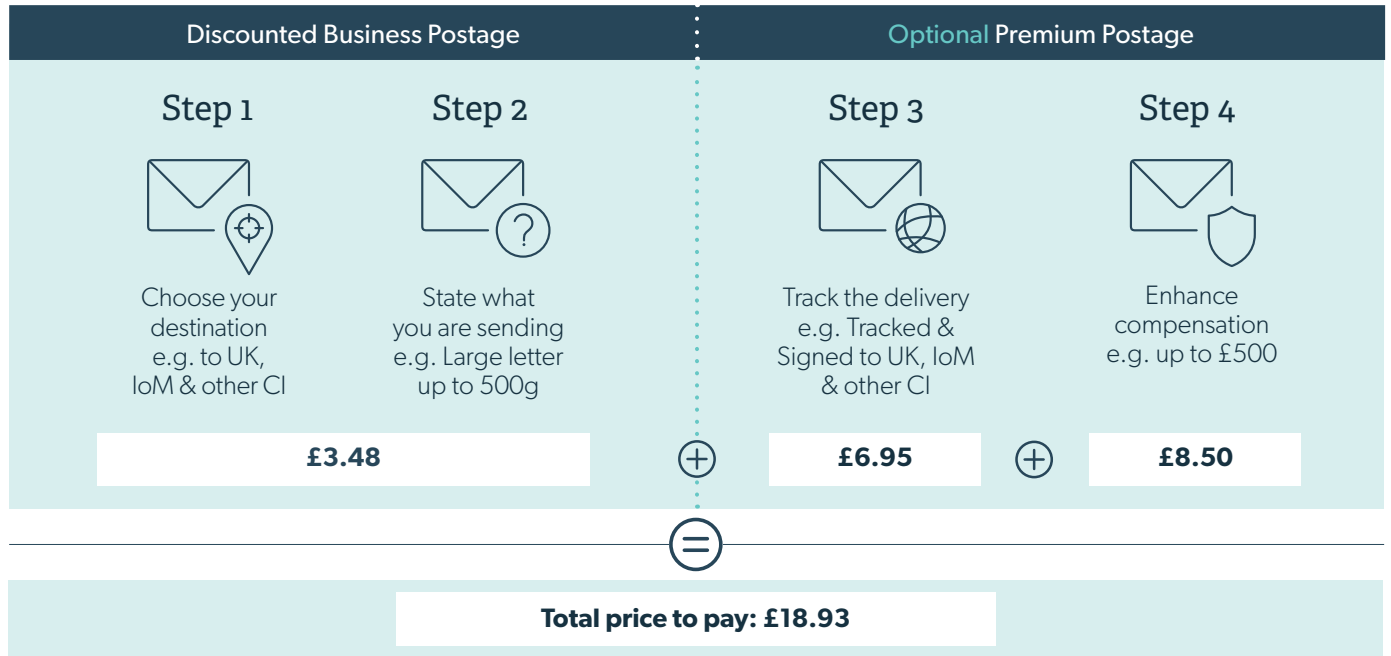 Discounted Business Postage
Optional Premium Postage
Step 1
Choose your
destination
e.g. to UK,
IoM & other CI
Step 2
?
State what
you are sending
e.g. Large letter
up to 500g
£3.48
+
Step 3
Track the delivery
e.g. Tracked &
Signed to UK, IoM
& other CI
£6.95
+
Step 4
Enhance
compensation
e.g. up to £500
£8.50
=
Total price to pay: £18.93